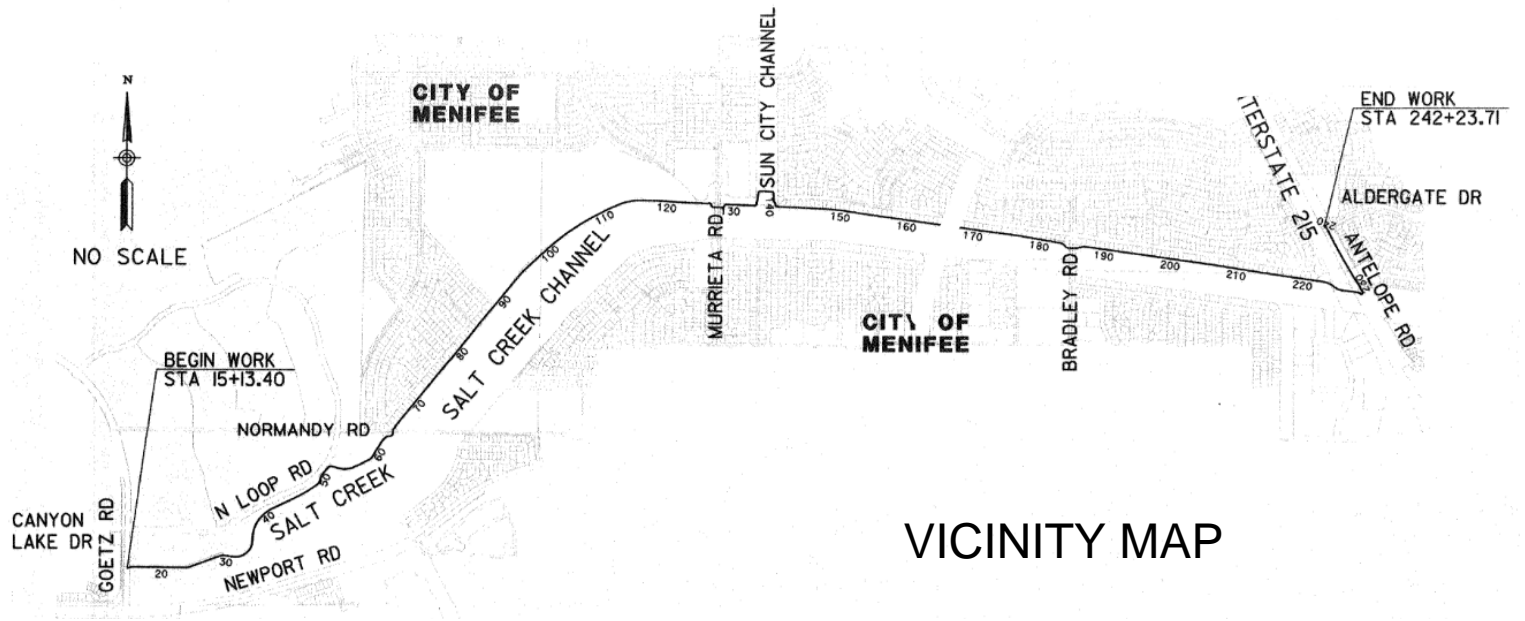 SUN CITY CHANNEL
N
CITY OF
MENIFEE
END WORK
STA 242+23.71
TERSTATE 215
ALDERGATE DR
ANTELOPE RD
NO SCALE
110
120
30
140
150
160
170
180
190
200
210
220
230
240
100
90
80
70
60
50
40
30
20
SALT CREEK CHANNEL
MURRIETA RD
BRADLEY RD
CITY OF
MENIFEE
BEGIN WORK
STA 15+13.40
NORMANDY RD
N LOOP RD
SALT CREEK
CANYON
LAKE DR
GOETZ RD
NEWPORT RD
VICINITY MAP